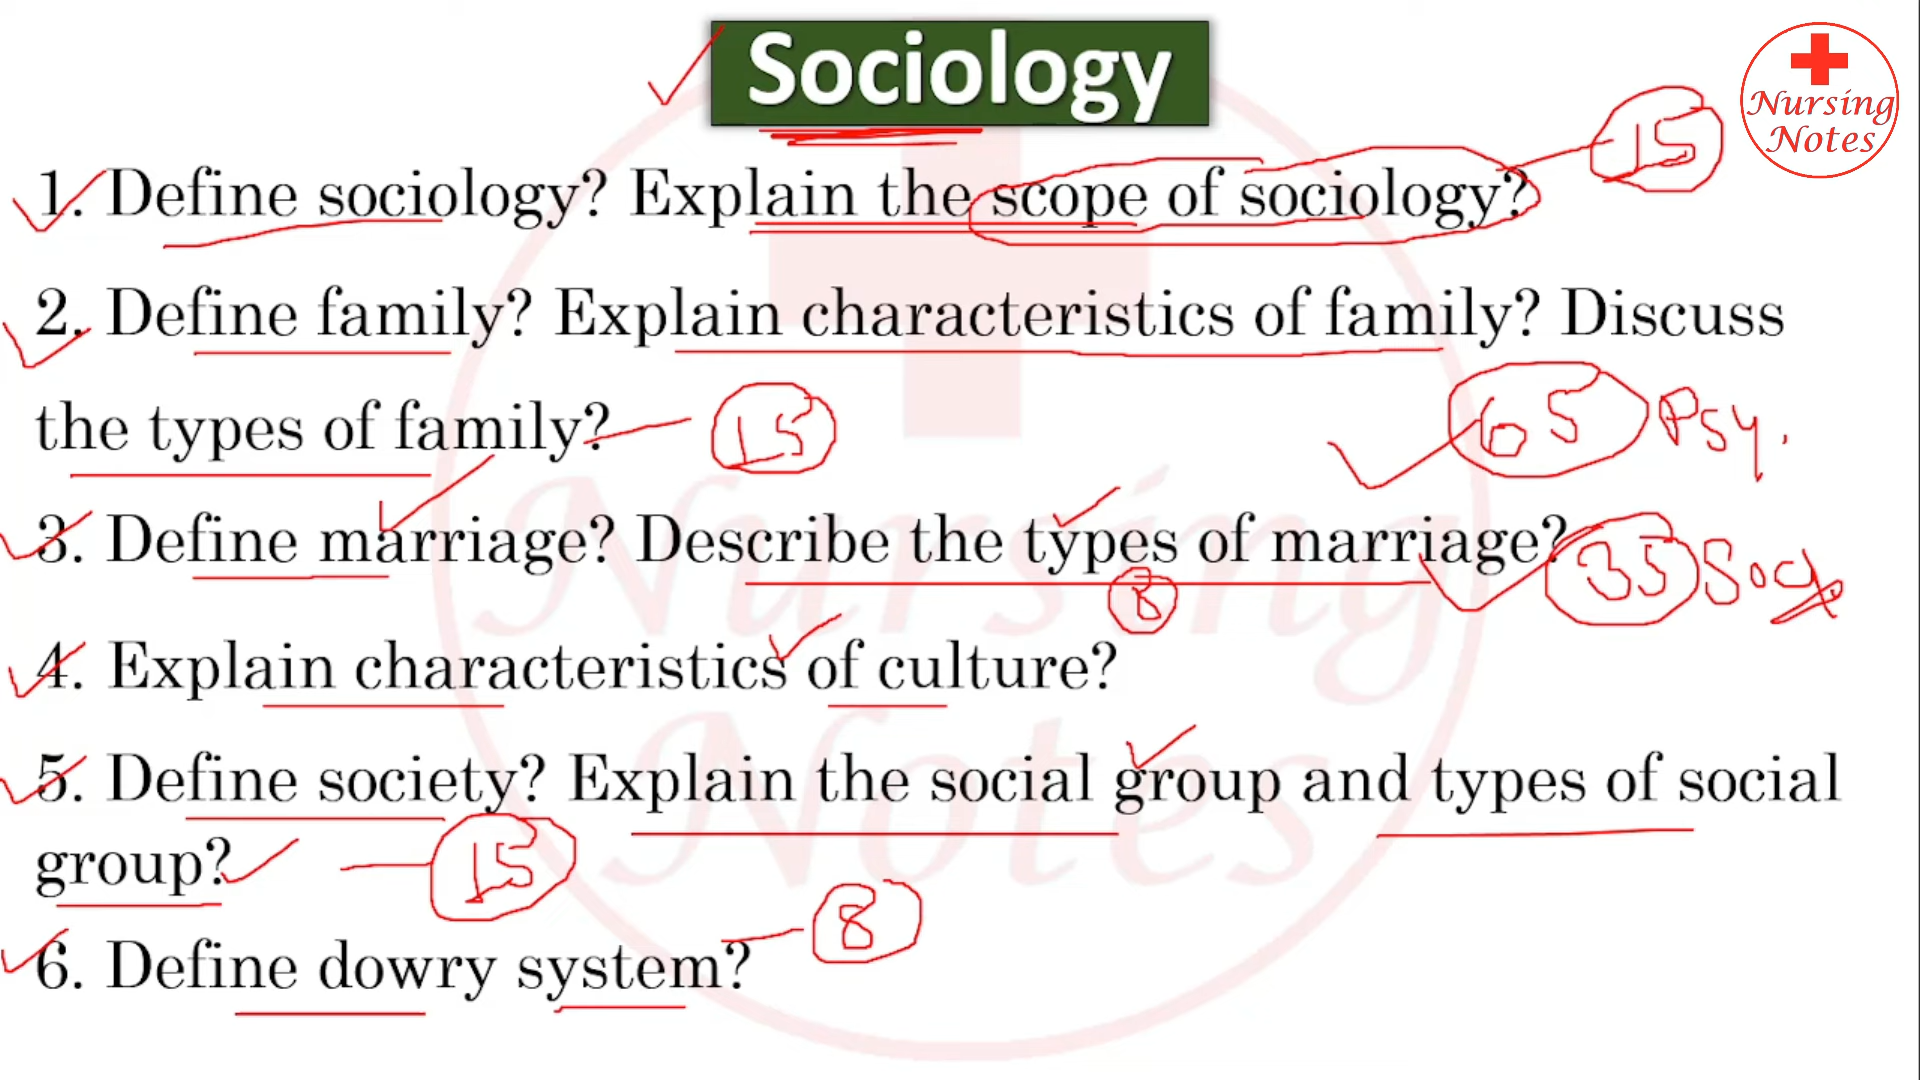 Sociology
Nursing
Notes
15
1. Define sociology? Explain the scope of sociology?
2. Define family? Explain characteristics of family? Discuss
the types of family?
15
65 Psy.
3. Define marriage? Describe the types of marriage?
35 Soc
8
4. Explain characteristics of culture?
5. Define society? Explain the social group and types of social
group?
15
8
6. Define dowry system?
Nursing
Notes